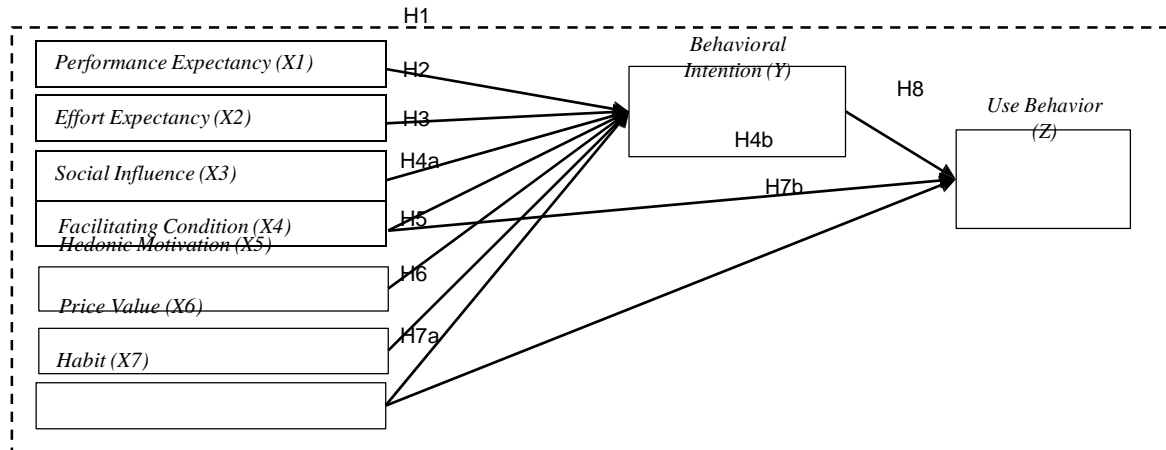 H1
Performance Expectancy (X1)
H2
Effort Expectancy (X2)
H3
Social Influence (X3)
H4a
Facilitating Condition (X4)
H5
Hedonic Motivation (X5)
H6
Price Value (X6)
H7a
Habit (X7)
Behavioral
Intention (Y)
H4b
H7b
H8
Use Behavior
(Z)